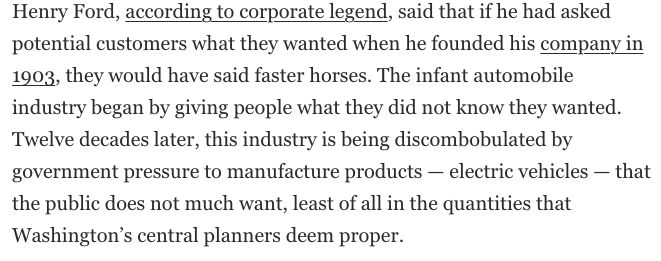 Henry Ford, according to corporate legend, said that if he had asked
potential customers what they wanted when he founded his company in
1903, they would have said faster horses. The infant automobile
industry began by giving people what they did not know they wanted.
Twelve decades later, this industry is being discombobulated by
government pressure to manufacture products — electric vehicles — that
the public does not much want, least of all in the quantities that
Washington’s central planners deem proper.